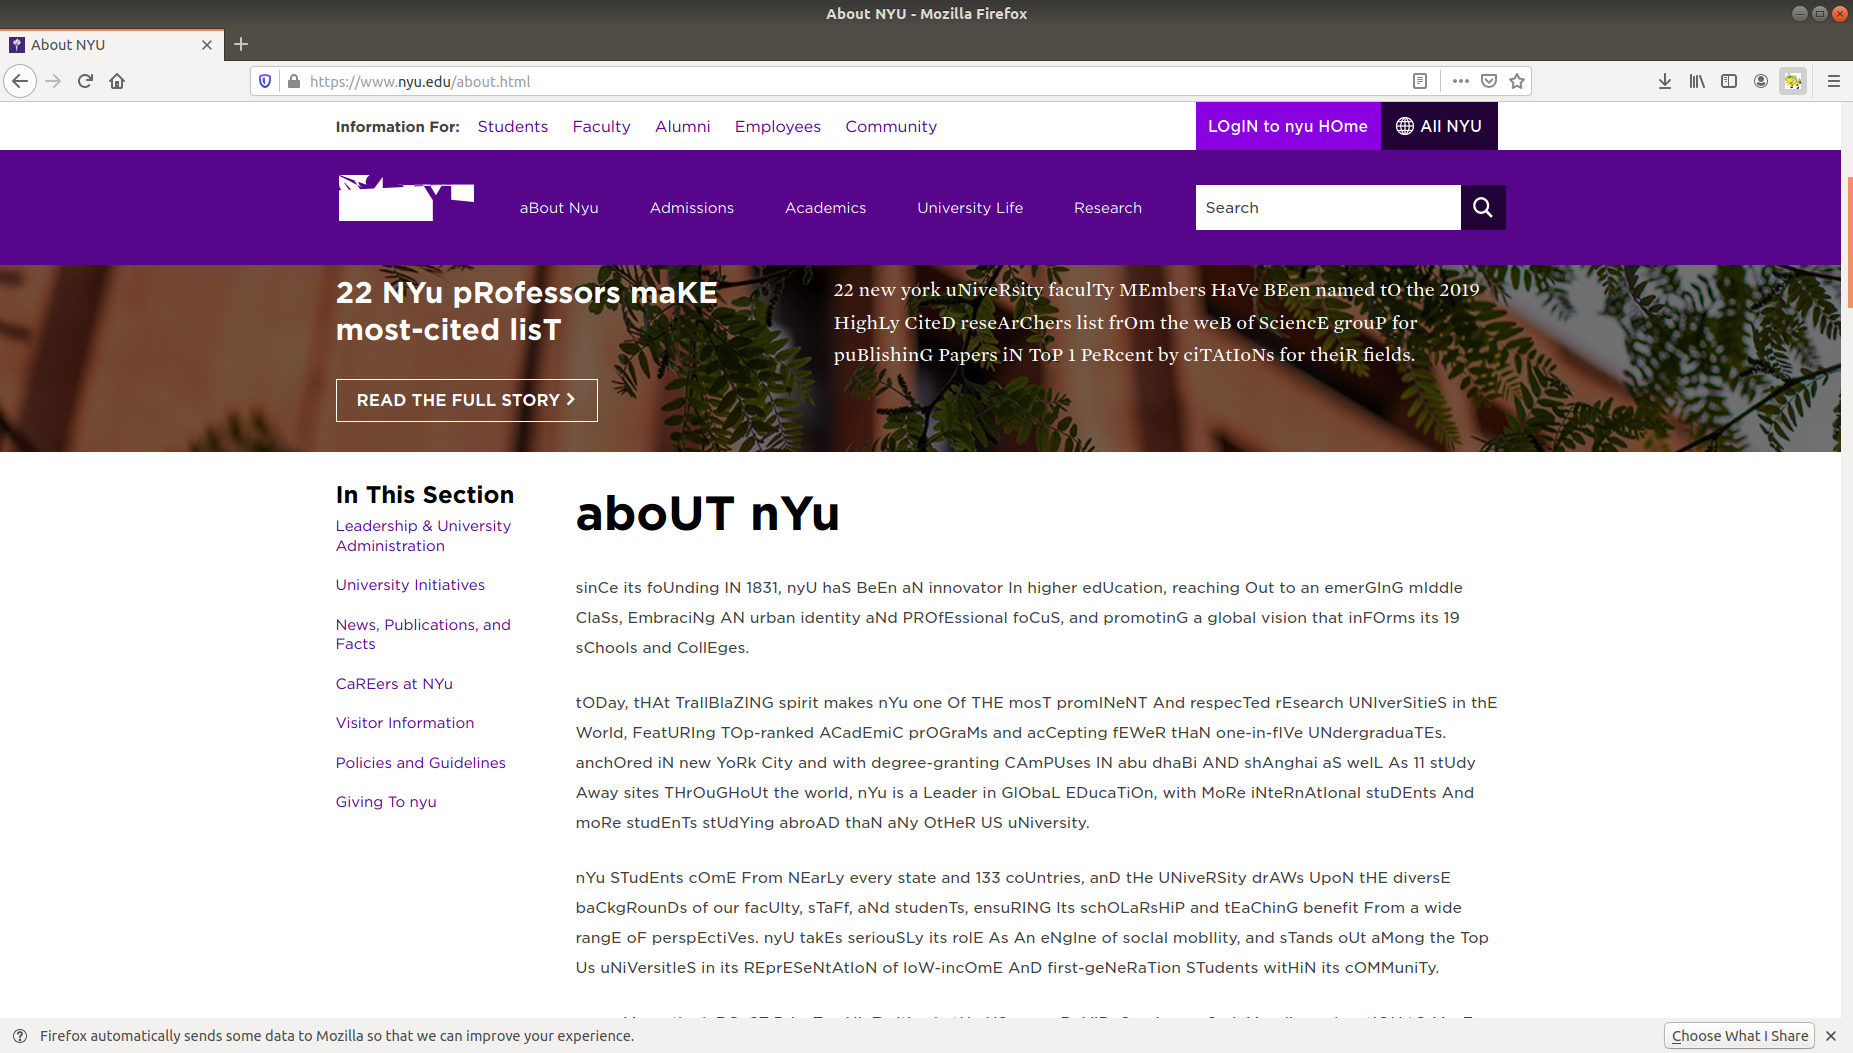 About NYU - Mozilla Firefox
About NYU
https://www.nyu.edu/about.html
Information For: Students Faculty Alumni Employees Community
LOgIN to nyu HOme
All NYU
aBout Nyu Admissions Academics University Life Research
Search
22 NYu pRofessors maKE
most-cited lisT
READ THE FULL STORY
22 new york uNiveRsity faculTy MEmbers HaVe BEen named tO the 2019
HighLy CiteD reseArChers list frOm the weB of SciencE grouP for
puBlishinG Papers iN ToP 1 PeRcent by ciTAtIoNs for theiR fields.
In This Section
Leadership & University
Administration
University Initiatives
News, Publications, and
Facts
CaREers at NYu
Visitor Information
Policies and Guidelines
Giving To nyu
aboUT nYu
sinCe its foUnding IN 1831, nyU haS BeEn aN innovator In higher edUcation, reaching Out to an emerGInG mIddle
ClaSs, EmbraciNg AN urban identity aNd PROfEssional foCuS, and promotinG a global vision that inFOrms its 19
sChools and CollEges.
tODay, tHAt TraIlBlaZING spirit makes nYu one Of THE mosT promINeNT And respecTed rEsearch UNIverSitieS in thE
World, FeatURIng TOp-ranked ACadEmiC prOGraMs and acCepting fEWeR tHaN one-in-fIVe UNdergraduaTEs.
anchOred iN new YoRk City and with degree-granting CAmPUses IN abu dhaBi AND shAnghai aS welL As 11 stUdy
Away sites THrOuGHoUt the world, nYu is a Leader in GlObaL EDucaTiOn, with MoRe iNteRnAtIonal stuDEnts And
moRe studEnTs stUdYing abroAD thaN aNy OtHeR US uNiversity.
nYu STudEnts cOmE From NEarLy every state and 133 coUntries, anD tHe UNiveRSity drAWs UpoN tHE diversE
baCkgRounDs of our facUlty, sTaFf, aNd studenTs, ensuRING Its schOLaRsHiP and tEaChinG benefit From a wide
rangE oF perspEctiVes. nyU takEs seriouSLy its rolE As An eNgIne of socIal mobIlity, and sTands oUt aMong the Top
Us uNiVersitIeS in its REprESeNtAtIoN of loW-incOmE AnD first-geNeRaTion STudents witHiN its cOMMuniTy.
Firefox automatically sends some data to Mozilla so that we can improve your experience.
Choose What I Share